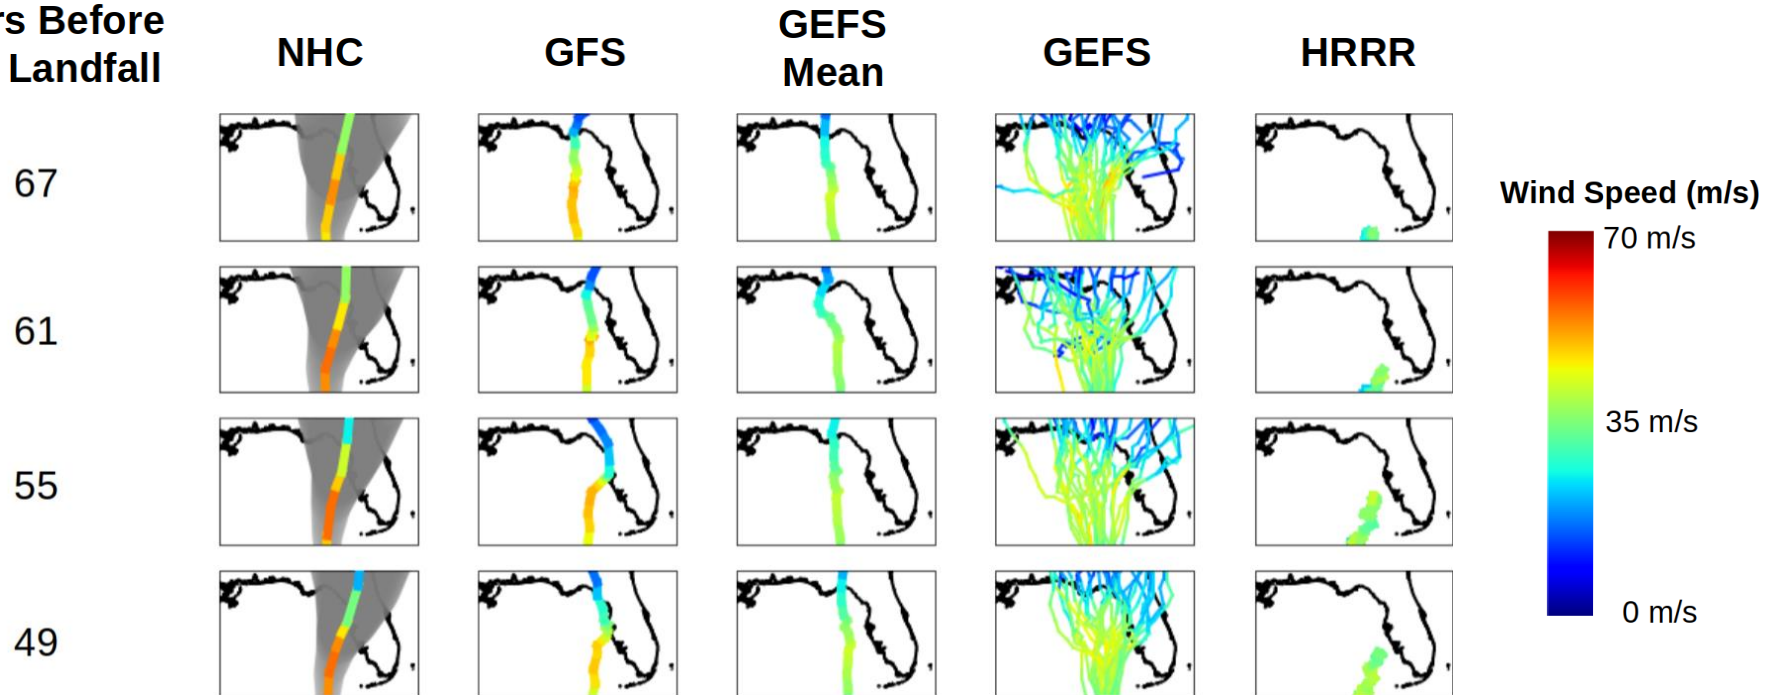 rs Before
Landfall
NHC
GFS
GEFS
Mean
GEFS
HRRR
67
61
55
49
Wind Speed (m/s)
70 m/s
35 m/s
0 m/s